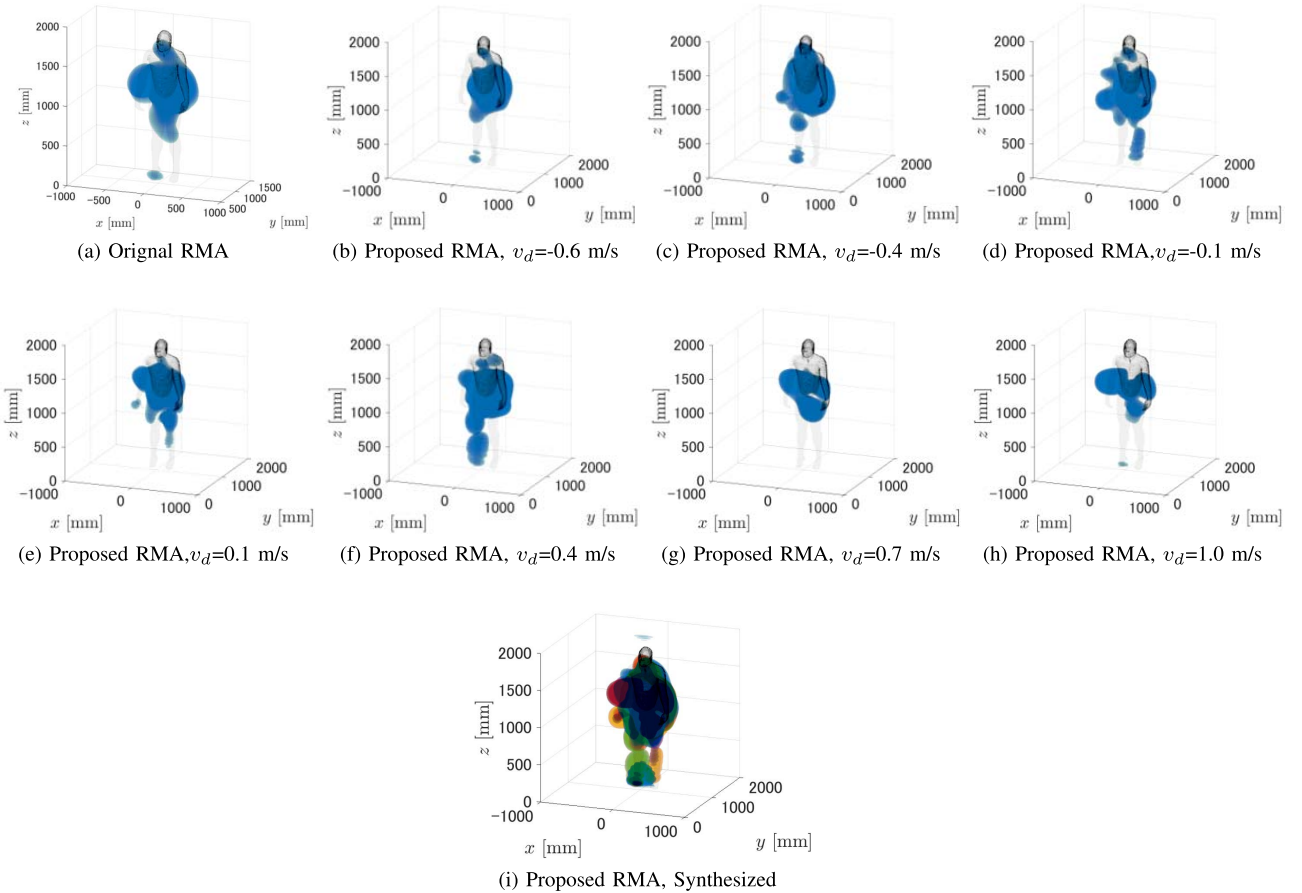 2000
1500
1000
500
0
z [mm]
-1000
-500
0
500
1000
x [mm]
500
1000
1500
y [mm]
(a) Orignal RMA
2000
1500
1000
500
0
z [mm]
−1000
0
1000
x [mm]
0
1000
2000
y [mm]
(b) Proposed RMA, v_d=-0.6 m/s
2000
1500
1000
500
0
z [mm]
−1000
0
1000
x [mm]
0
1000
2000
y [mm]
(c) Proposed RMA, v_d=-0.4 m/s
2000
1500
1000
500
0
z [mm]
−1000
0
1000
x [mm]
0
1000
2000
y [mm]
(d) Proposed RMA,v_d=-0.1 m/s
2000
1500
1000
500
0
z [mm]
−1000
0
1000
x [mm]
0
1000
2000
y [mm]
(e) Proposed RMA,v_d=0.1 m/s
2000
1500
1000
500
0
z [mm]
−1000
0
1000
x [mm]
0
1000
2000
y [mm]
(f) Proposed RMA, v_d=0.4 m/s
2000
1500
1000
500
0
z [mm]
−1000
0
1000
x [mm]
0
1000
2000
y [mm]
(g) Proposed RMA, v_d=0.7 m/s
2000
1500
1000
500
0
z [mm]
−1000
0
1000
x [mm]
0
1000
2000
y [mm]
(h) Proposed RMA, v_d=1.0 m/s
2000
1500
1000
500
0
z [mm]
−1000
0
1000
x [mm]
0
1000
2000
y [mm]
(i) Proposed RMA, Synthesized